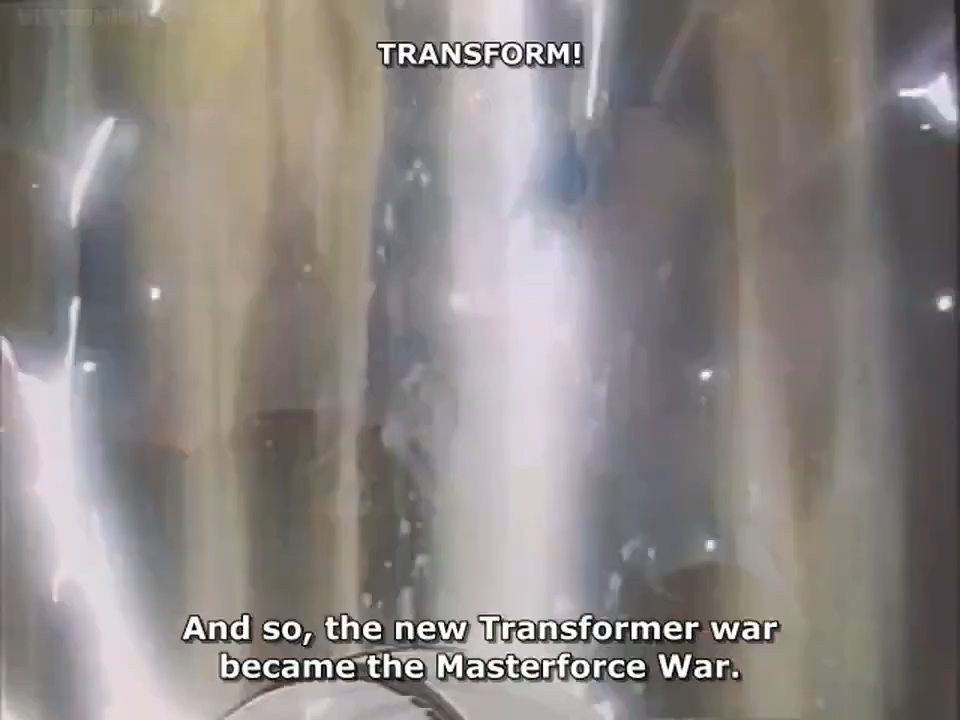 TRANSFORM!
And so, the new Transformer war
became the Masterforce War.